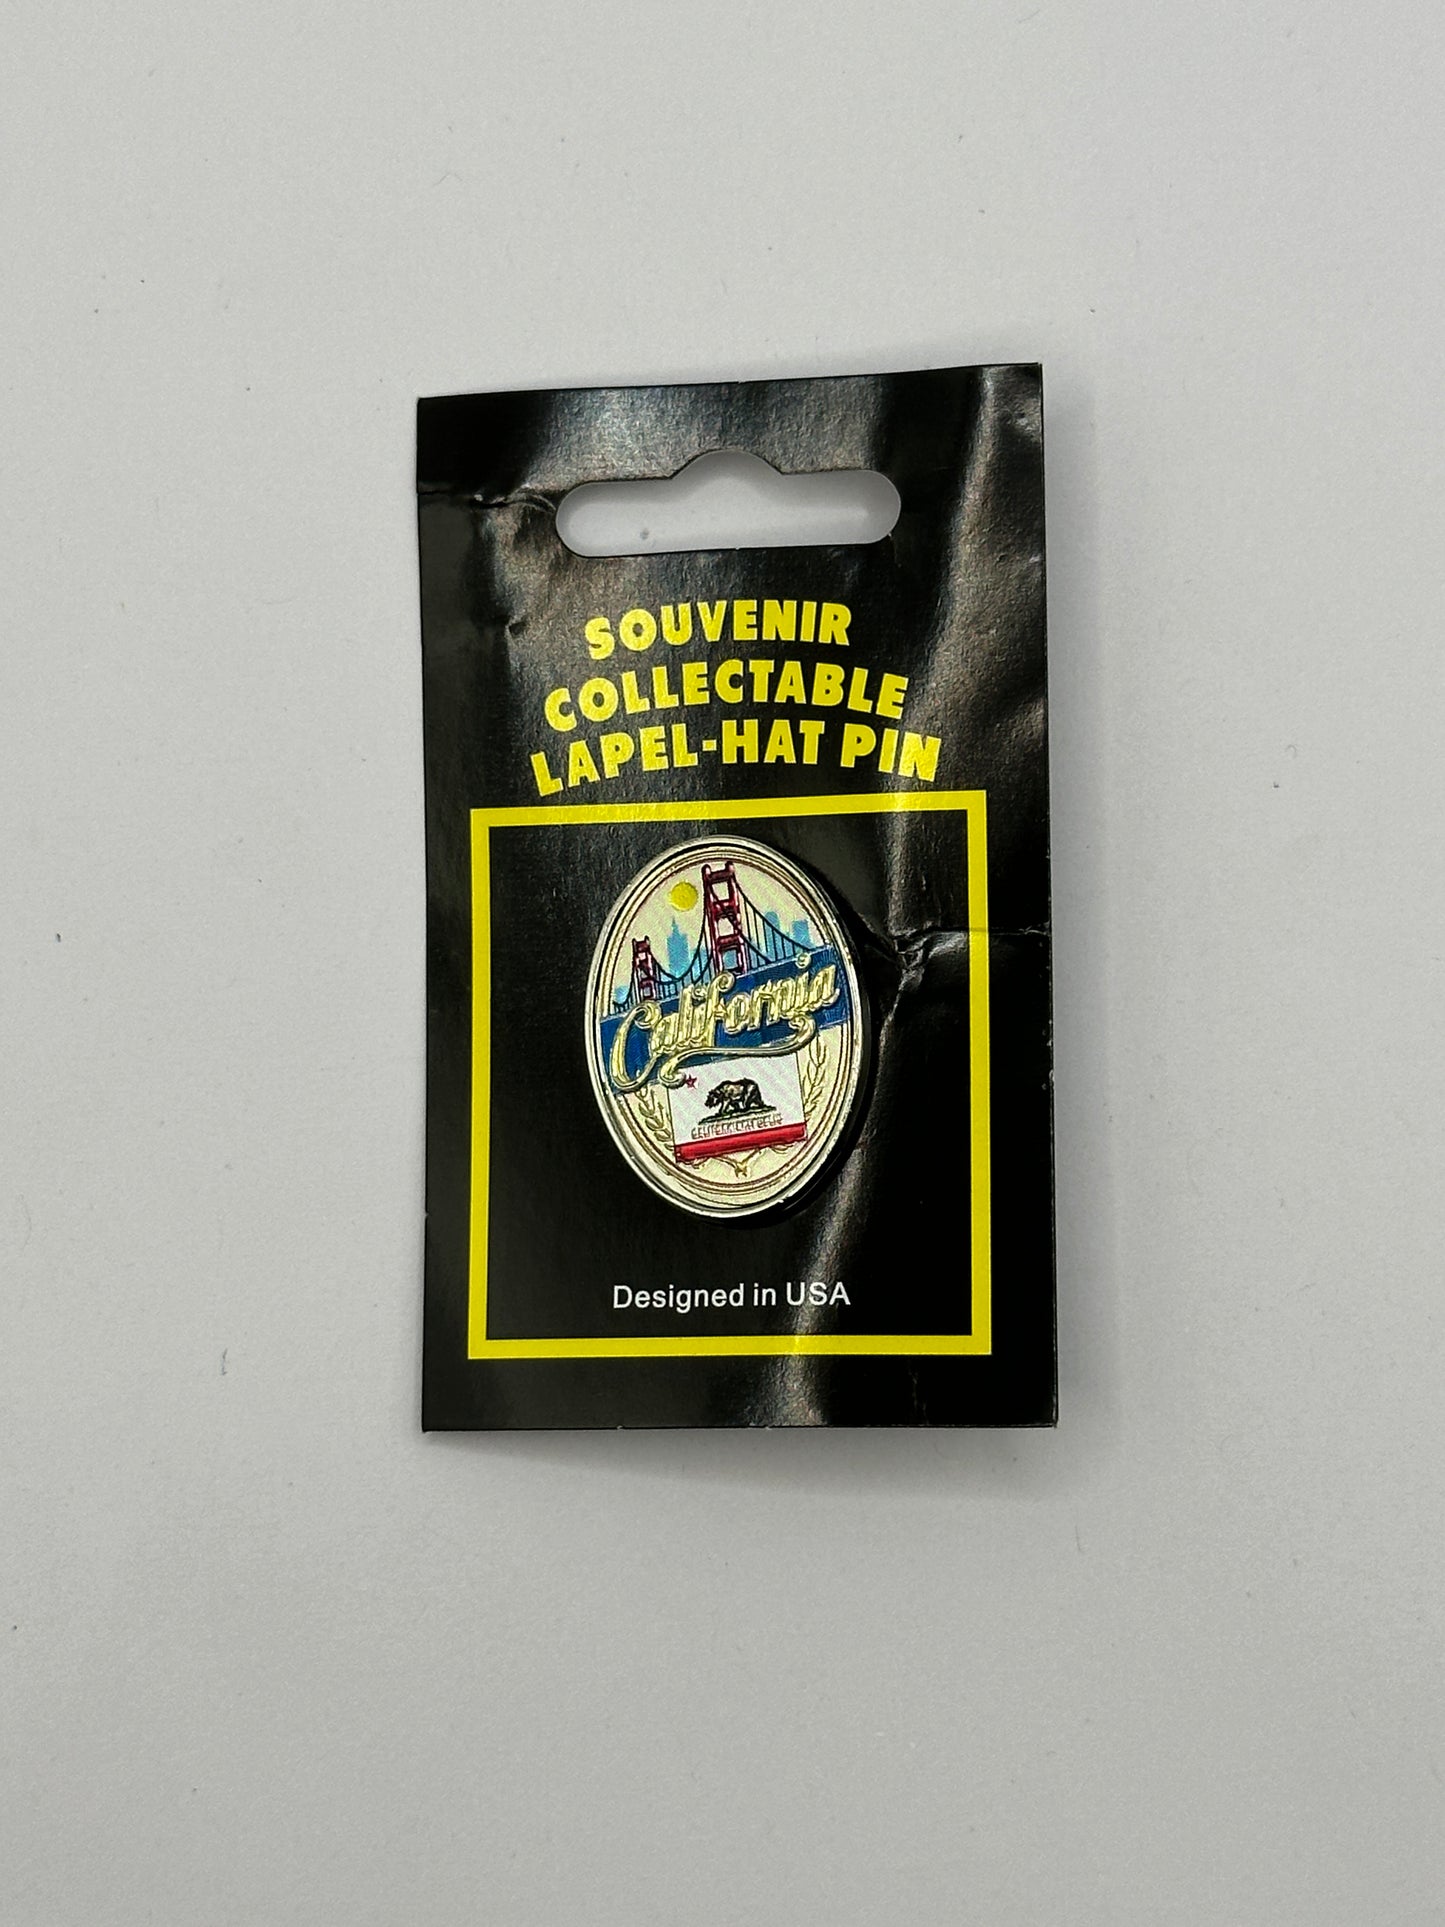 SOUVENIR
COLLECTABLE
LAPEL-HAT PIN
California
Designed in USA